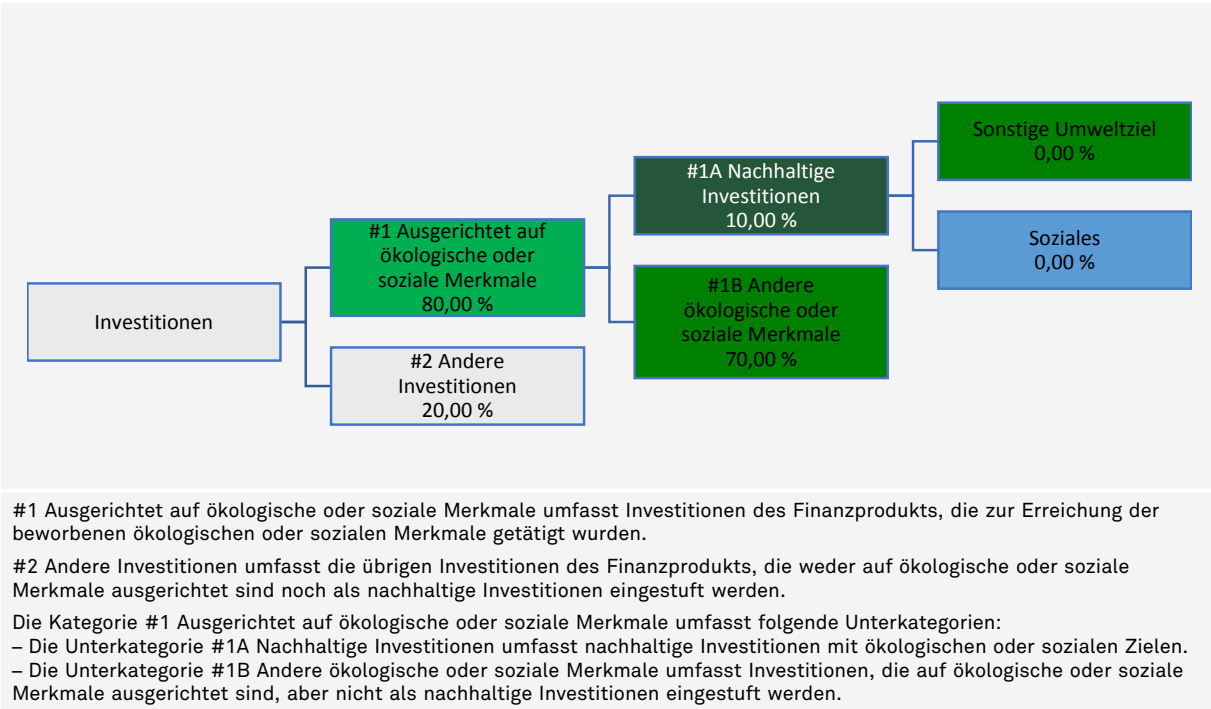 Investitionen
#1 Ausgerichtet auf
ökologische oder
soziale Merkmale
80,00 %
#2 Andere
Investitionen
20,00 %
#1A Nachhaltige
Investitionen
10,00 %
#1B Andere
ökologische oder
soziale Merkmale
70,00 %
Sonstige Umweltziel
0,00 %
Soziales
0,00 %
#1 Ausgerichtet auf ökologische oder soziale Merkmale umfasst Investitionen des Finanzprodukts, die zur Erreichung der
beworbenen ökologischen oder sozialen Merkmale getätigt wurden.
#2 Andere Investitionen umfasst die übrigen Investitionen des Finanzprodukts, die weder auf ökologische oder soziale
Merkmale ausgerichtet sind noch als nachhaltige Investitionen eingestuft werden.
Die Kategorie #1 Ausgerichtet auf ökologische oder soziale Merkmale umfasst folgende Unterkategorien:
– Die Unterkategorie #1A Nachhaltige Investitionen umfasst nachhaltige Investitionen mit ökologischen oder sozialen Zielen.
– Die Unterkategorie #1B Andere ökologische oder soziale Merkmale umfasst Investitionen, die auf ökologische oder soziale
Merkmale ausgerichtet sind, aber nicht als nachhaltige Investitionen eingestuft werden.